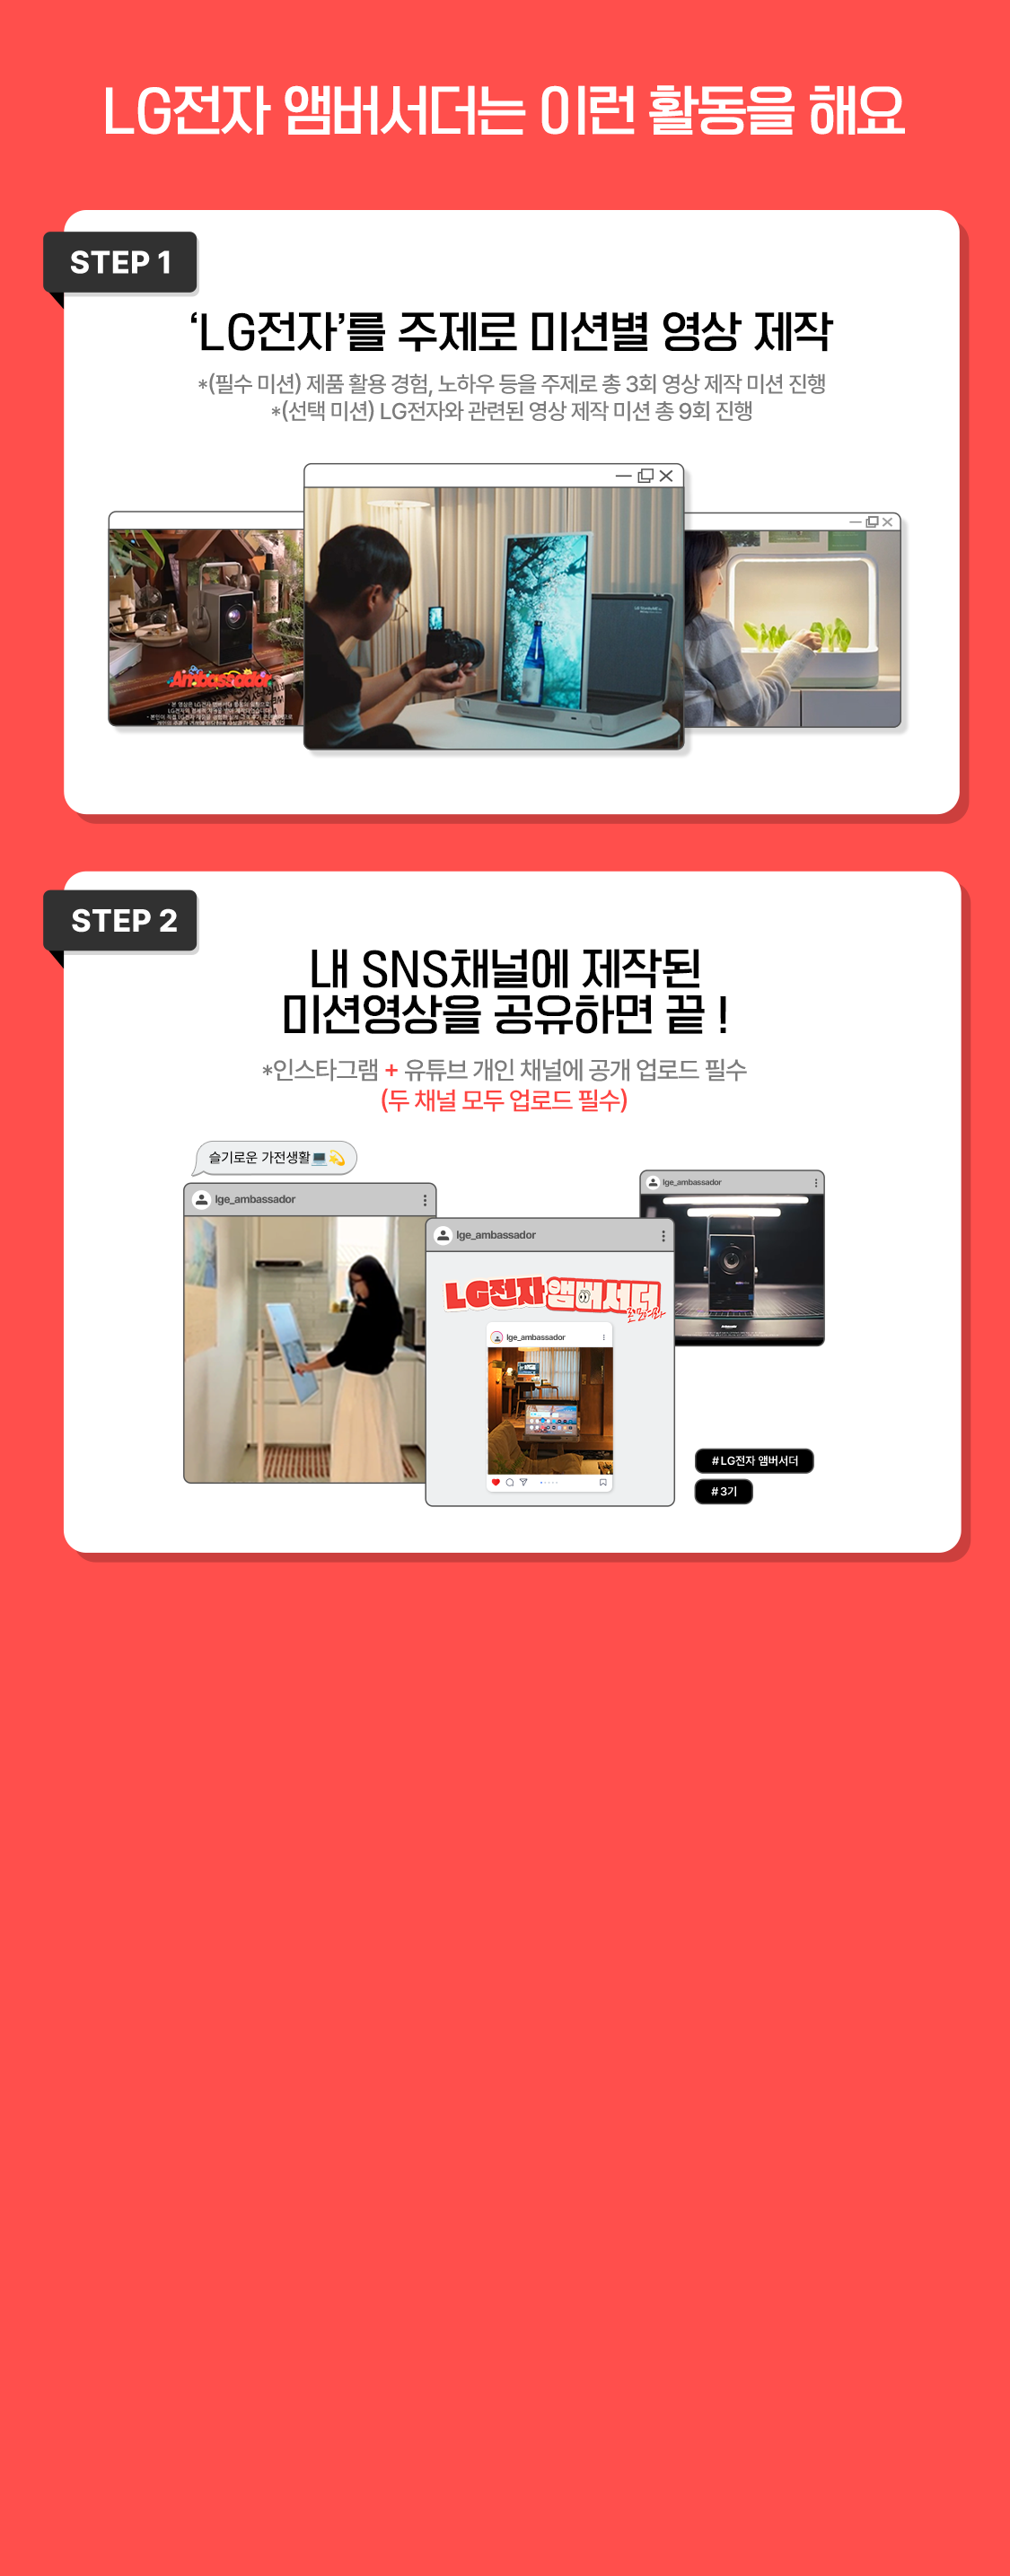 LG전자 앰버서더는 이런 활동을 해요
STEP 1
‘LG전자’를 주제로 미션별 영상 제작
*(필수 미션) 제품 활용 경험, 노하우 등을 주제로 총 3회 영상 제작 미션 진행
*(선택 미션) LG전자와 관련된 영상 제작 미션 총 9회 진행
Ambassador
STEP 2
내 SNS채널에 제작된
미션영상을 공유하면 끝 !
*인스타그램 + 유튜브 개인 채널에 공개 업로드 필수
(두 채널 모두 업로드 필수)
슬기로운 가전생활💻💫
lge_ambassador
lge_ambassador
lge_ambassador
LG전자 앰버서더
lge_ambassador
#LG전자 앰버서더
#3기